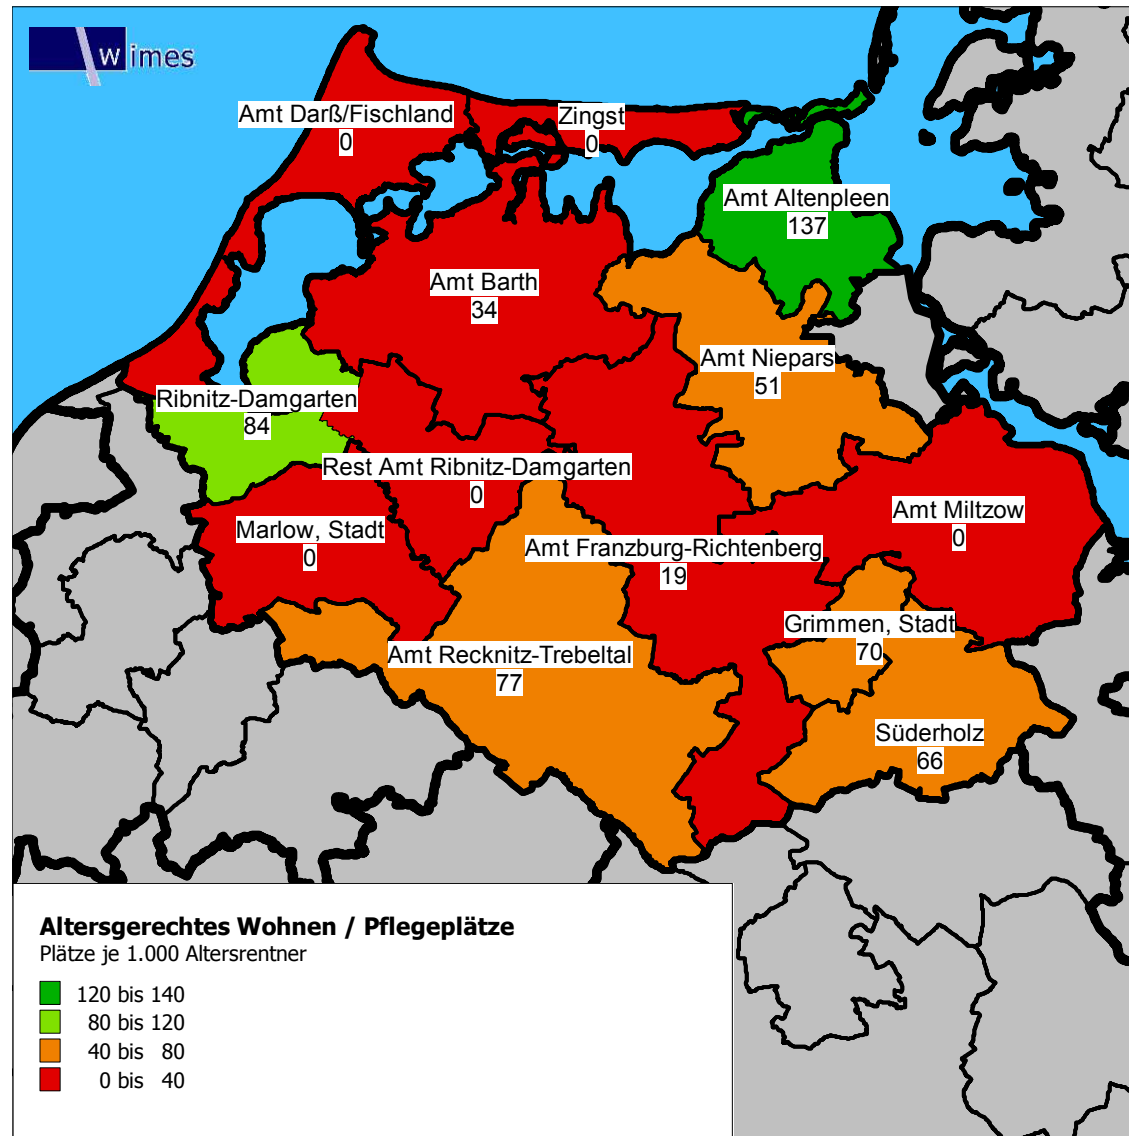 wimes
Amt Darß/Fischland
0
Zingst
0
Amt Altenpleen
137
Amt Barth
34
Amt Niepars
51
Ribnitz-Damgarten
84
Rest Amt Ribnitz-Damgarten
0
Amt Miltzow
0
Marlow, Stadt
0
Amt Franzburg-Richtenberg
19
Grimmen, Stadt
70
Amt Recknitz-Trebeltal
77
Süderholz
66
Altersgerechtes Wohnen / Pflegeplätze
Plätze je 1.000 Altersrentner
120 bis 140
80 bis 120
40 bis 80
0 bis 40